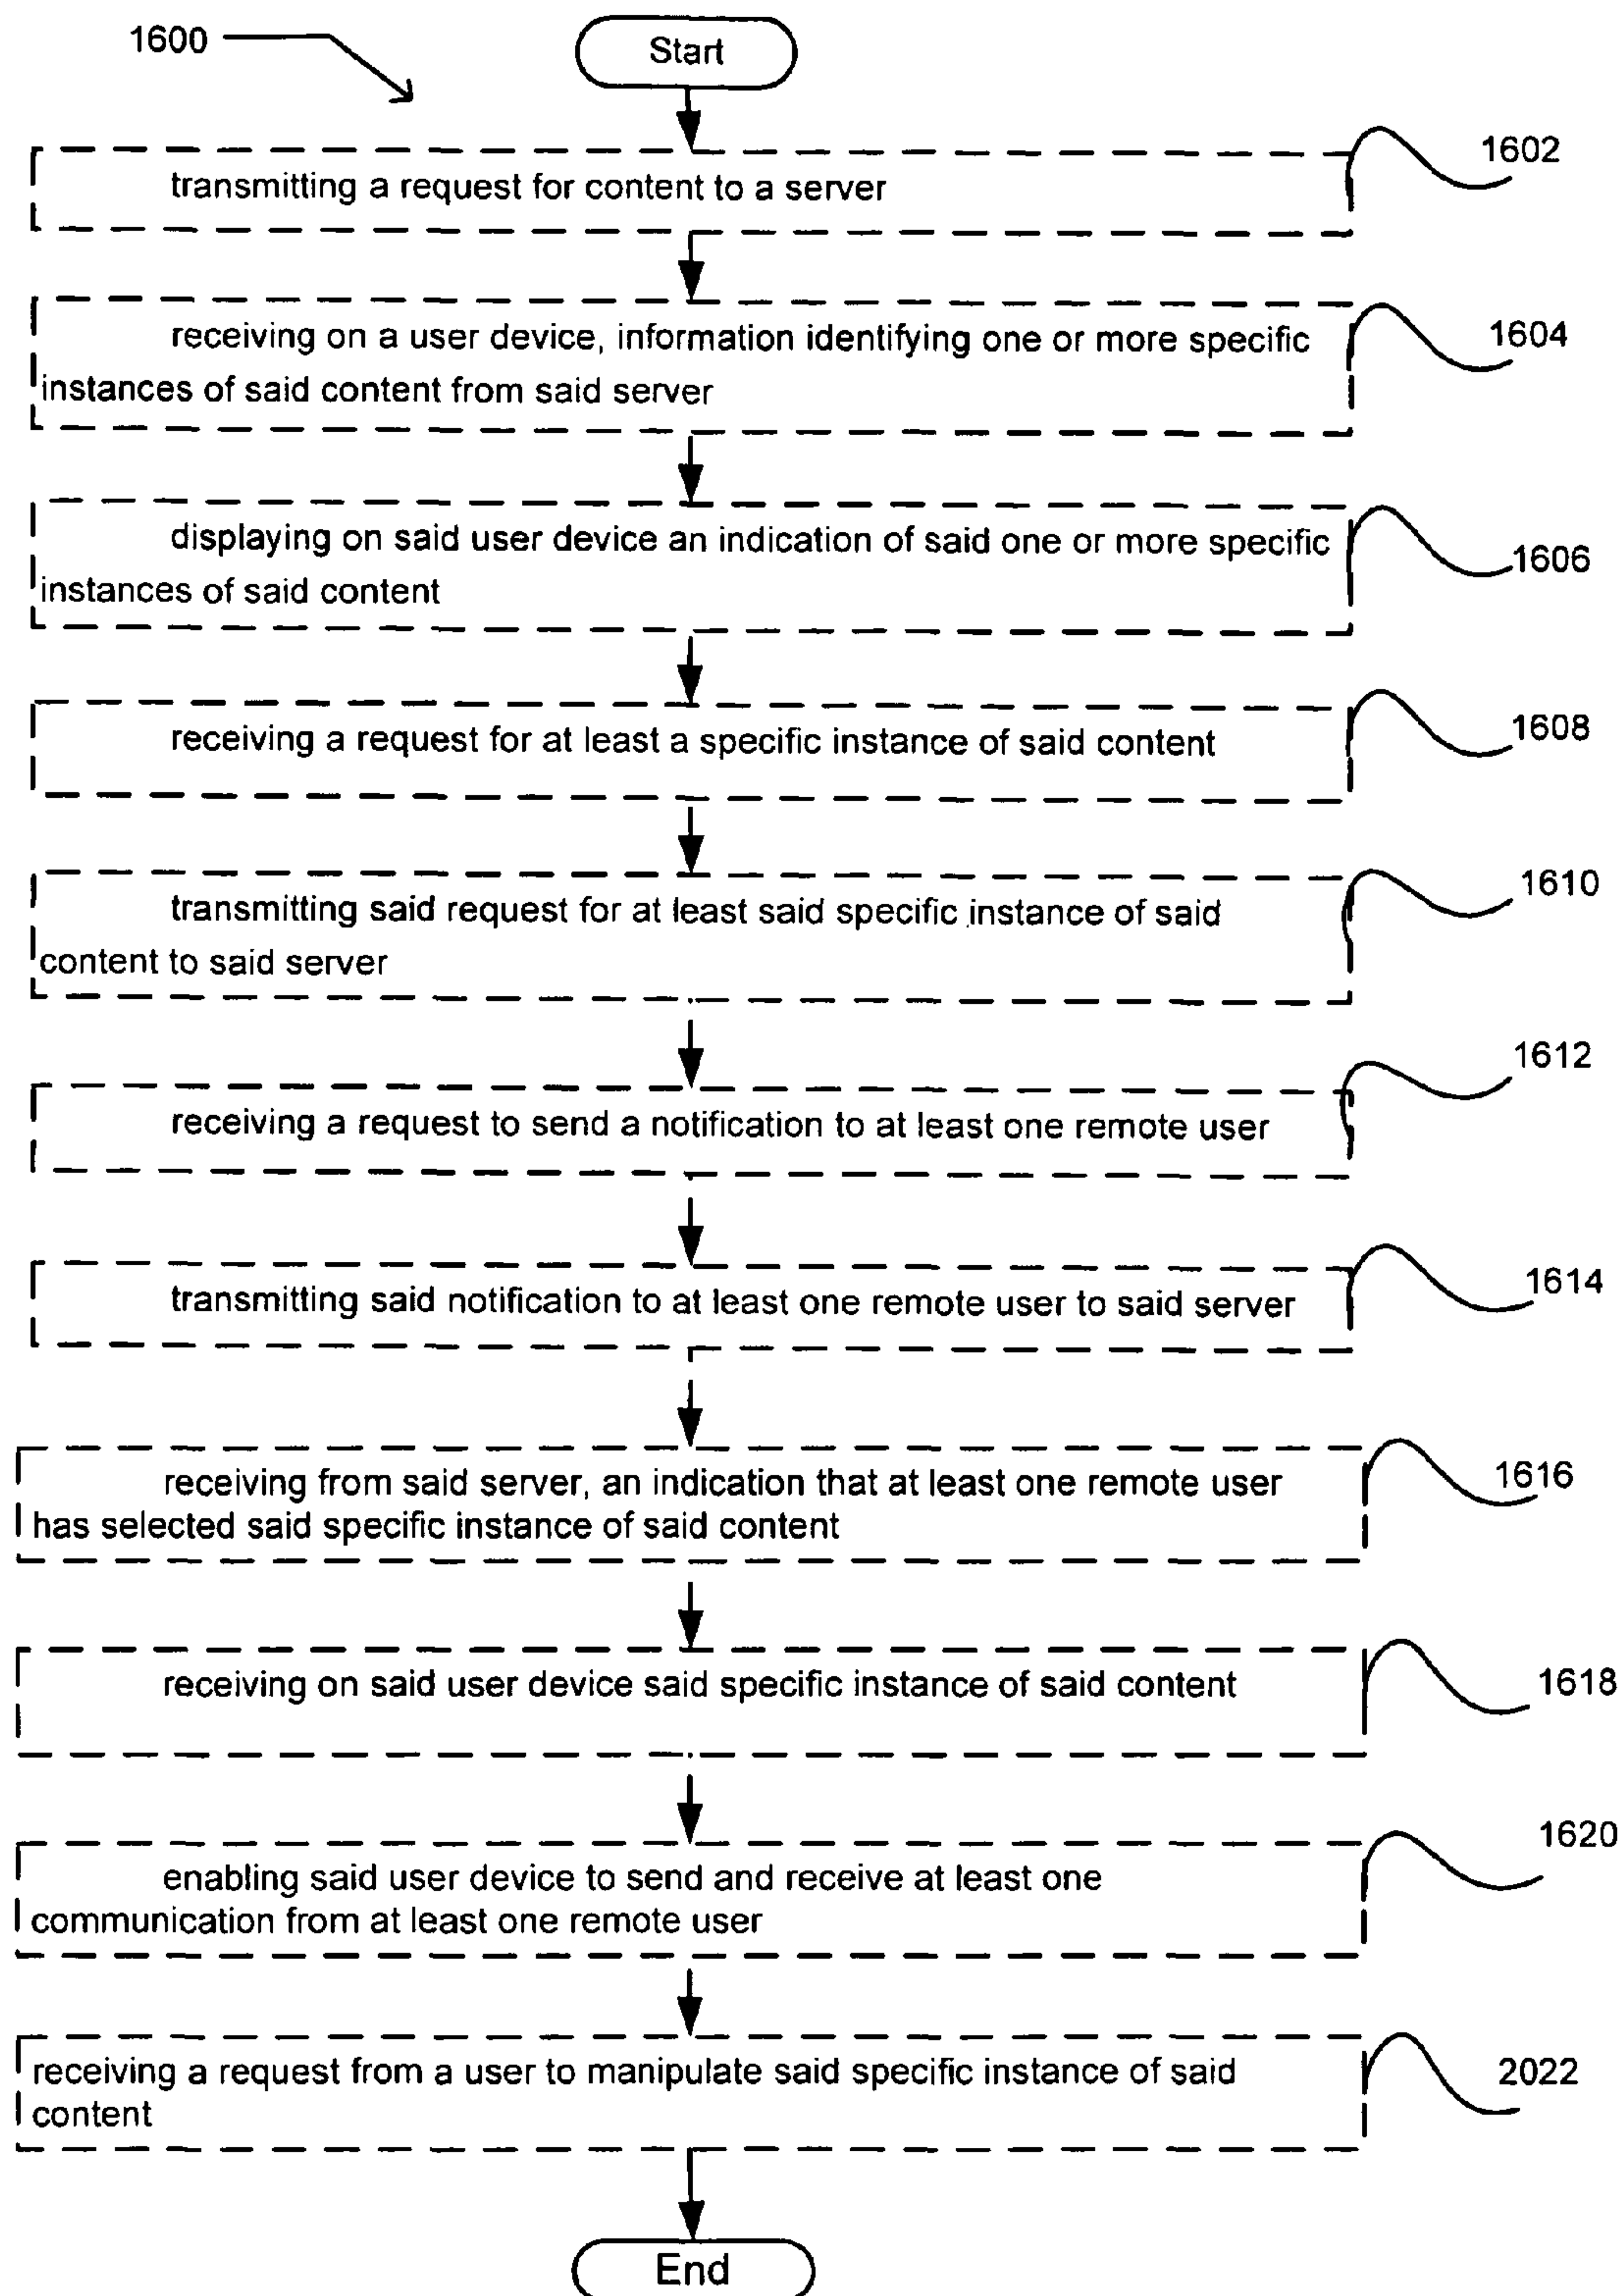 1600
Start
1602
transmitting a request for content to a server
1604
receiving on a user device, information identifying one or more specific
instances of said content from said server
1606
displaying on said user device an indication of said one or more specific
instances of said content
1608
receiving a request for at least a specific instance of said content
1610
transmitting said request for at least said specific instance of said
content to said server
1612
receiving a request to send a notification to at least one remote user
1614
transmitting said notification to at least one remote user to said server
1616
receiving from said server, an indication that at least one remote user
has selected said specific instance of said content
1618
receiving on said user device said specific instance of said content
1620
enabling said user device to send and receive at least one
communication from at least one remote user
2022
receiving a request from a user to manipulate said specific instance of said
content
End